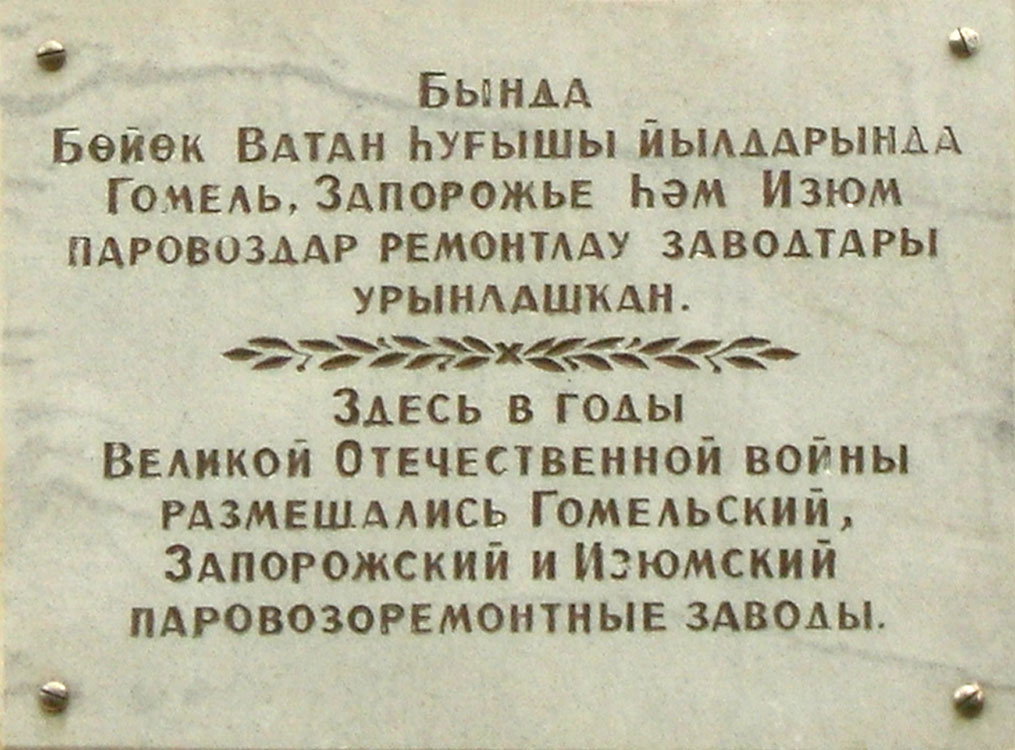 Бында
Бөйөк Ватан һуғышы йылдарында
Гомель, Запорожье һәм Изюм
паровоздар ремонтлау заводтары
урынлашҡан.
Здесь в годы
Великой Отечественной войны
размещались Гомельский,
Запорожский и Изюмский
паровозоремонтные заводы.